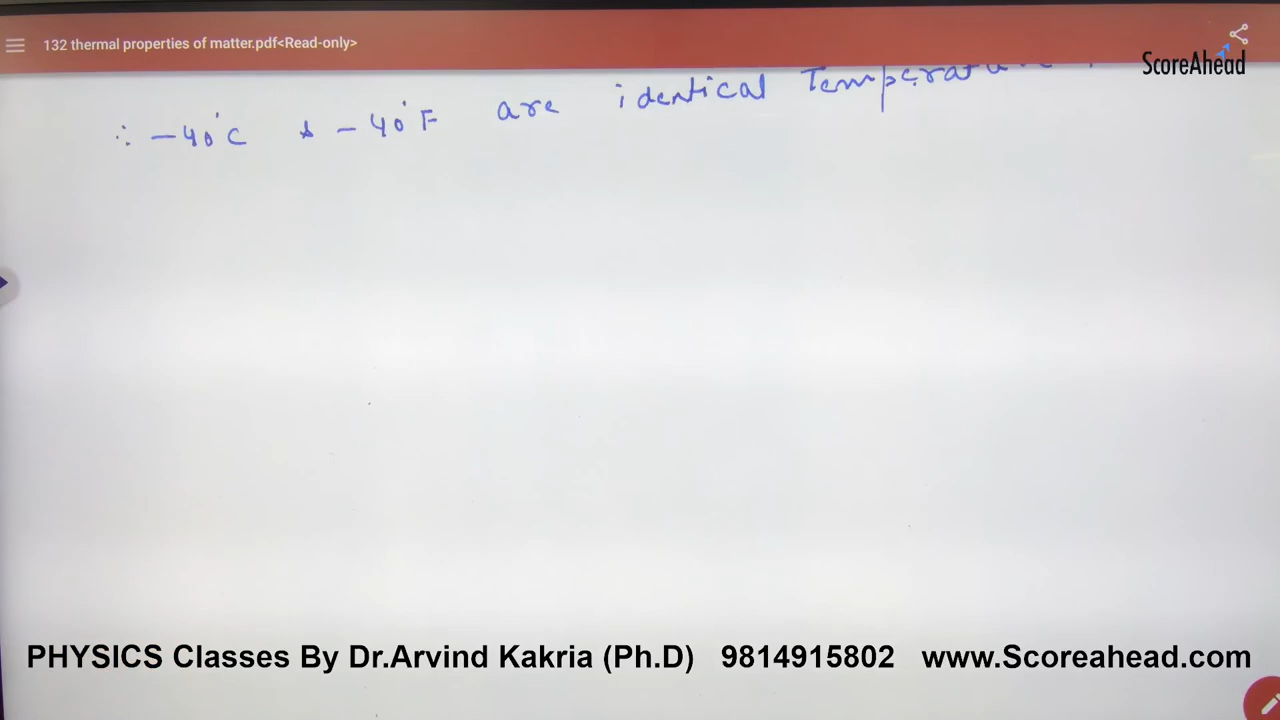 132 thermal properties of matter.pdf<Read-only>
ScoreAhead
∴ -40°C & -40°F are identical Temperature
PHYSICS Classes By Dr.Arvind Kakria (Ph.D) 9814915802 www.Scoreahead.com